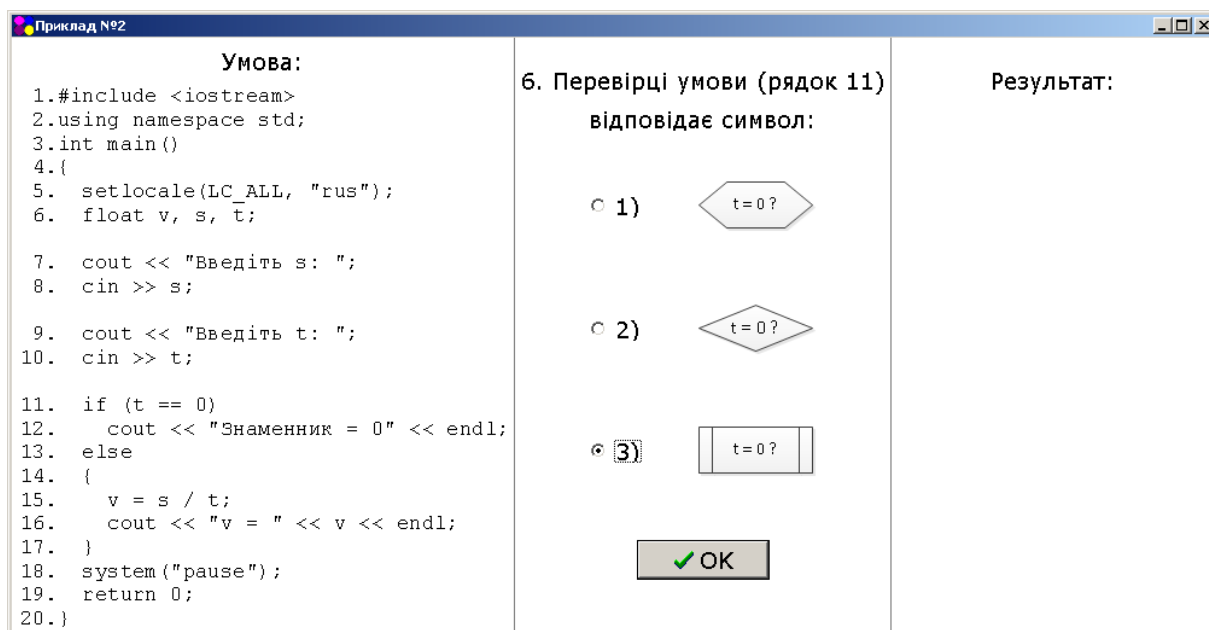 Приклад №2
Умова:
1.#include <iostream>
2.using namespace std;
3.int main()
4.{
5.  setlocale(LC_ALL, "rus");
6.  float v, s, t;
7.  cout << "Введіть s: ";
8.  cin >> s;
9.  cout << "Введіть t: ";
10.  cin >> t;
11.  if (t == 0)
12.    cout << "Знаменник = 0" << endl;
13.  else
14.  {
15.    v = s / t;
16.    cout << "v = " << v << endl;
17.  }
18.  system("pause");
19.  return 0;
20.}
6. Перевірці умови (рядок 11)
відповідає символ:
1) t = 0 ?
2) t = 0 ?
3) t = 0 ?
OK
Результат: